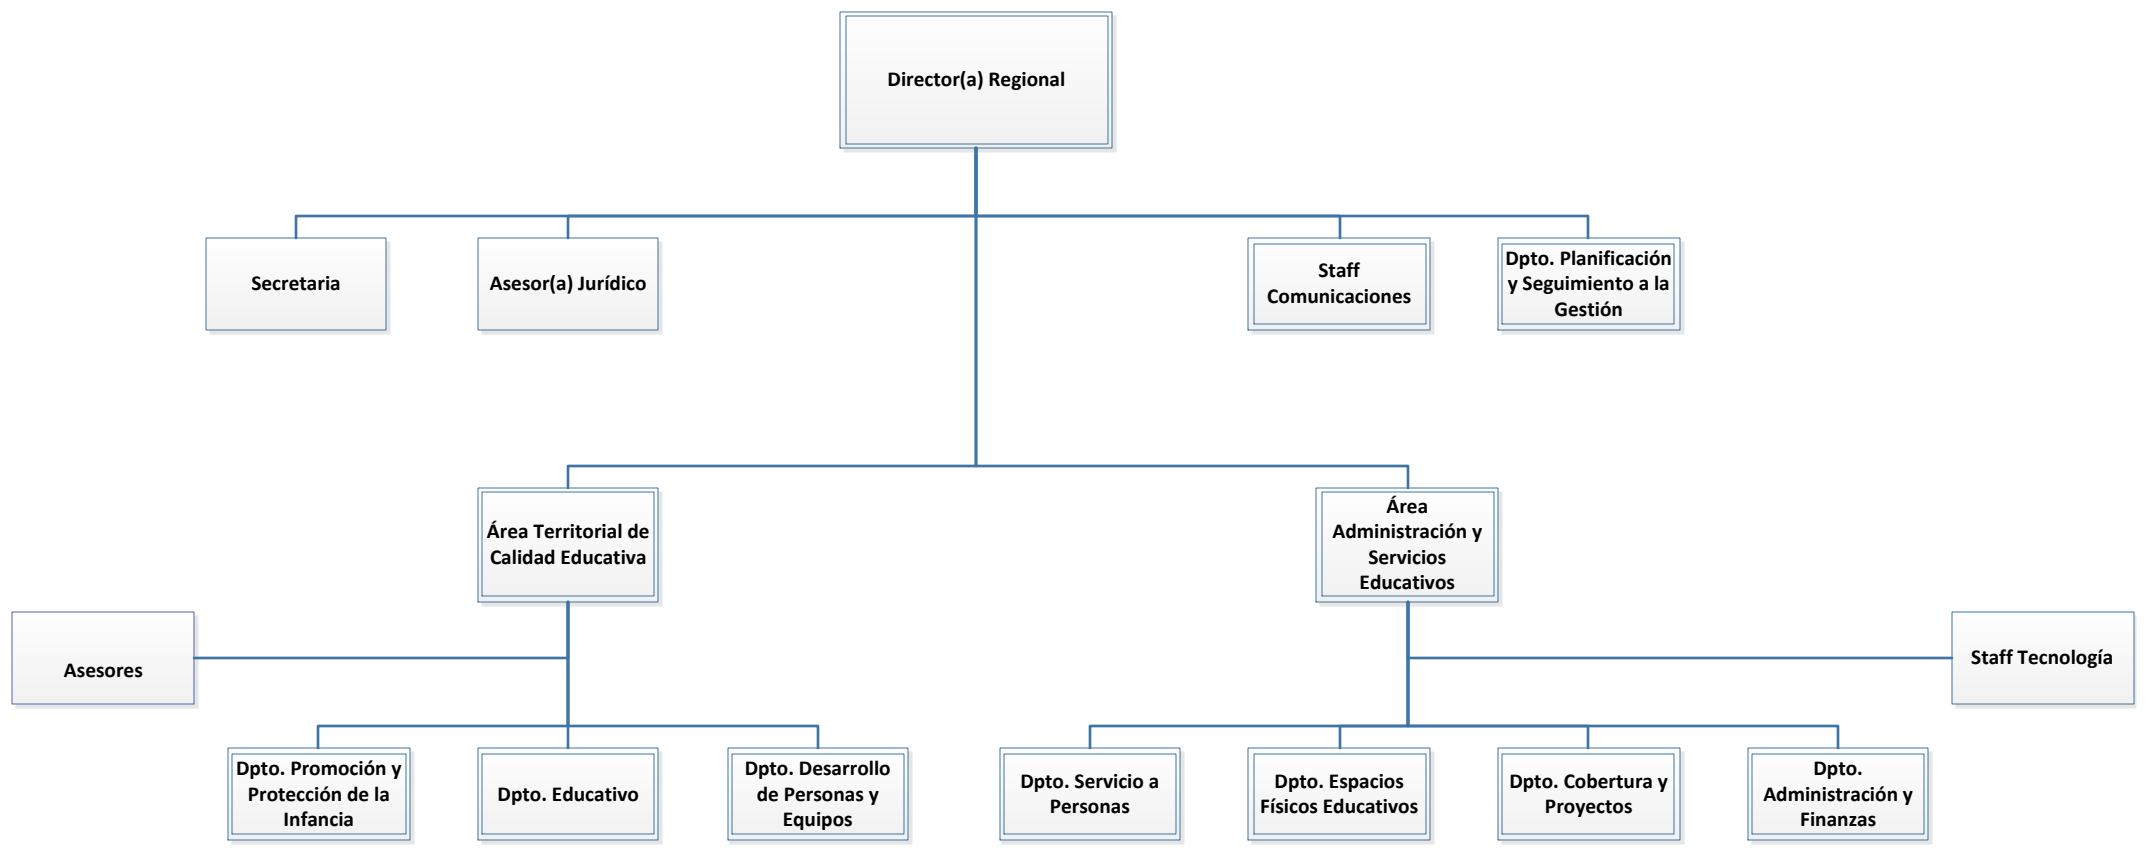 Director(a) Regional
Secretaria
Asesor(a) Jurídico
Staff
Comunicaciones
Dpto. Planificación
y Seguimiento a la
Gestión
Área Territorial de
Calidad Educativa
Área
Administración y
Servicios
Educativos
Asesores
Staff Tecnología
Dpto. Promoción y
Protección de la
Infancia
Dpto. Educativo
Dpto. Desarrollo
de Personas y
Equipos
Dpto. Servicio a
Personas
Dpto. Espacios
Físicos Educativos
Dpto. Cobertura y
Proyectos
Dpto.
Administración y
Finanzas